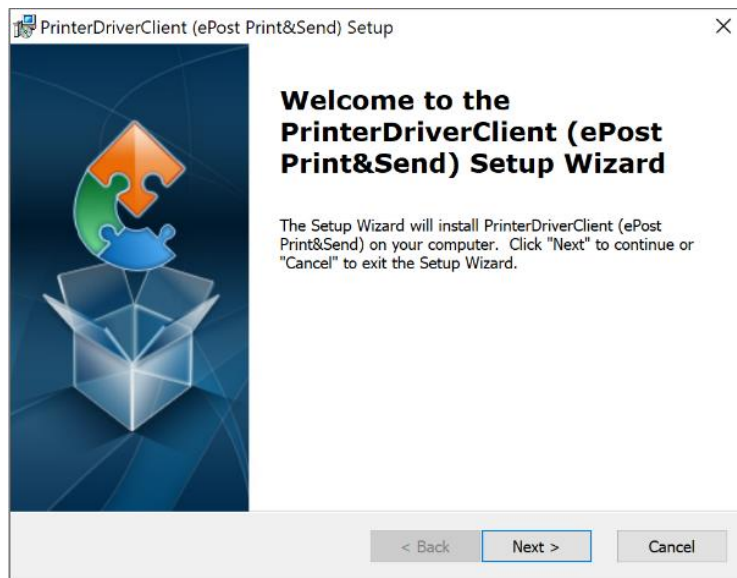 PrinterDriverClient (ePost Print&Send) Setup
Welcome to the
PrinterDriverClient (ePost
Print&Send) Setup Wizard
The Setup Wizard will install PrinterDriverClient (ePost
Print&Send) on your computer.  Click "Next" to continue or
"Cancel" to exit the Setup Wizard.
< Back
Next >
Cancel